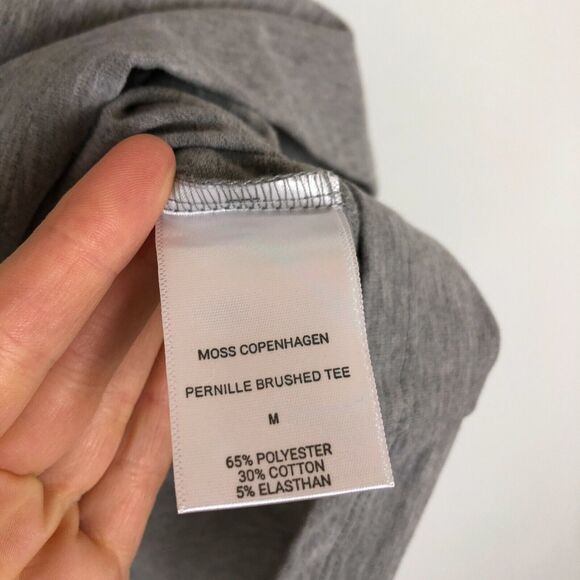 MOSS COPENHAGEN
PERNILLE BRUSHED TEE
M
65% POLYESTER
30% COTTON
5% ELASTHAN